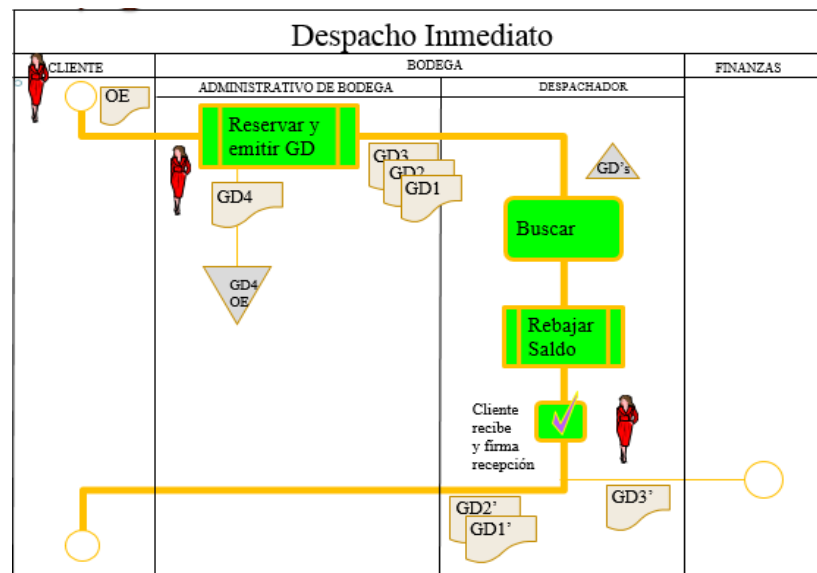 Despacho Inmediato
CLIENTE
BODEGA
FINANZAS
ADMINISTRATIVO DE BODEGA
DESPACHADOR
OE
Reservar y
emitir GD
GD3
GD2
GD1
GD's
GD4
Buscar
GD4
OE
Rebajar
Saldo
Cliente
recibe
y firma
recepción
GD2'
GD1'
GD3'